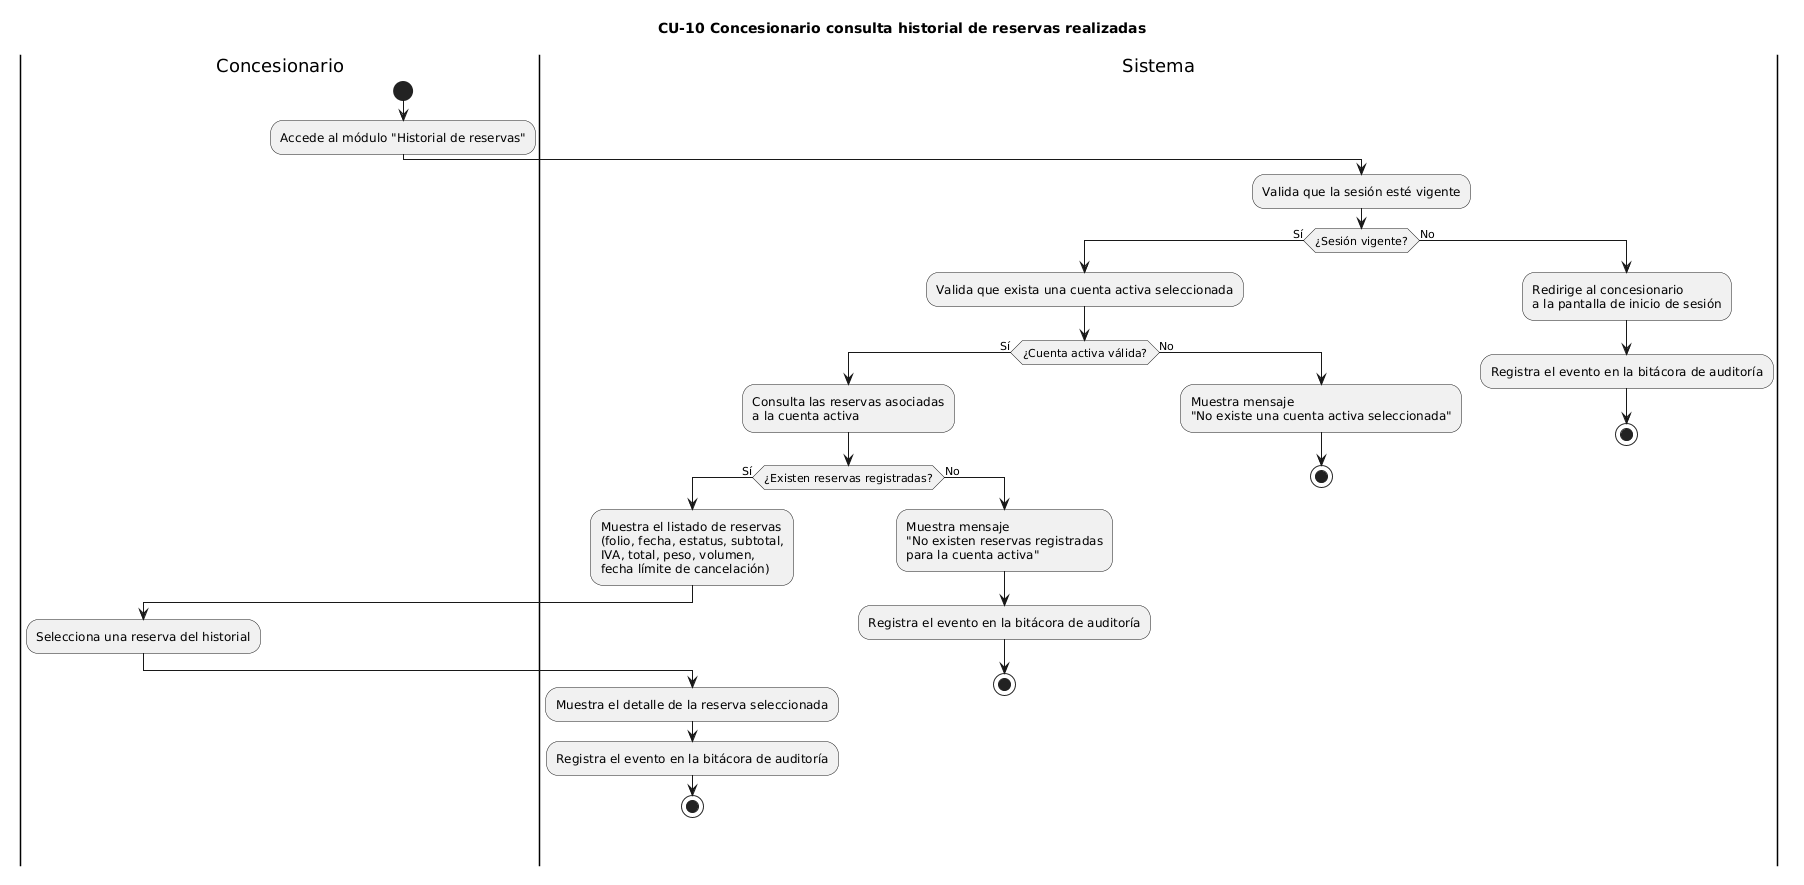 CU-10 Concesionario consulta historial de reservas realizadas
Concesionario
Sistema
Accede al módulo "Historial de reservas"
Valida que la sesión esté vigente
Sí
¿Sesión vigente?
No
Valida que exista una cuenta activa seleccionada
Redirige al concesionario
a la pantalla de inicio de sesión
Sí
¿Cuenta activa válida?
No
Registra el evento en la bitácora de auditoría
Consulta las reservas asociadas
a la cuenta activa
Muestra mensaje
"No existe una cuenta activa seleccionada"
Sí
¿Existen reservas registradas?
No
Muestra el listado de reservas
(folio, fecha, estatus, subtotal,
IVA, total, peso, volumen,
fecha límite de cancelación)
Muestra mensaje
"No existen reservas registradas
para la cuenta activa"
Selecciona una reserva del historial
Registra el evento en la bitácora de auditoría
Muestra el detalle de la reserva seleccionada
Registra el evento en la bitácora de auditoría